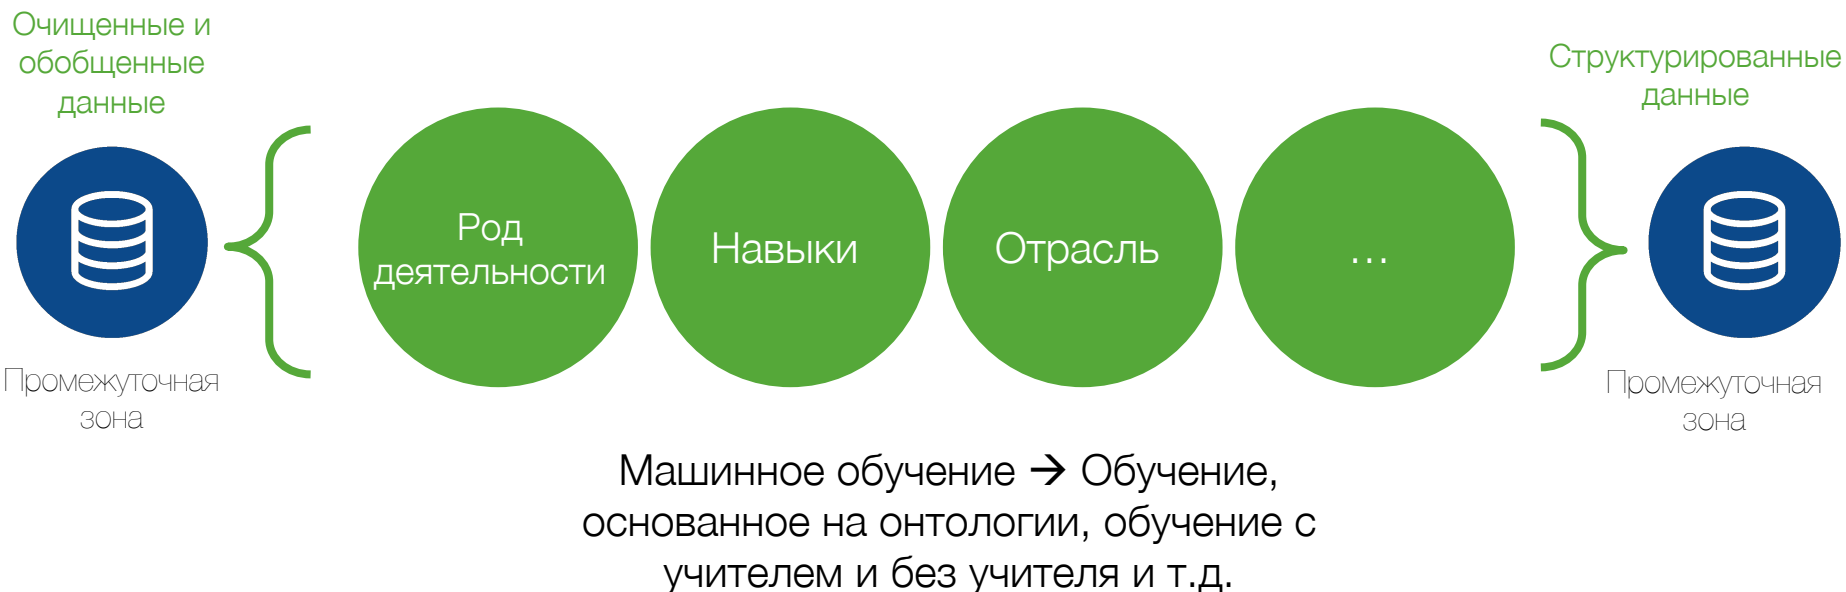 Очищенные и
обобщенные
данные
Промежуточная
зона
Род
деятельности
Навыки
Отрасль
...
Структурированные
данные
Промежуточная
зона
Машинное обучение → Обучение,
основанное на онтологии, обучение с
учителем и без учителя и т.д.